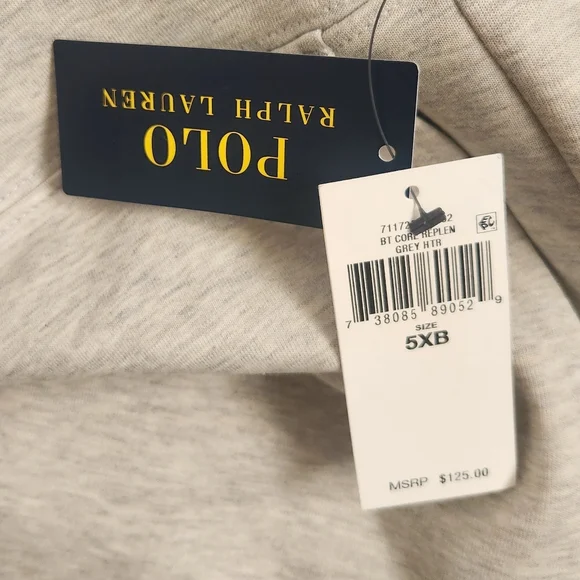 POLO
RALPH LAUREN
BT CORE REPLEN
GREY HTR
7 38085 89052 9
SIZE
5XB
MSRP $125.00